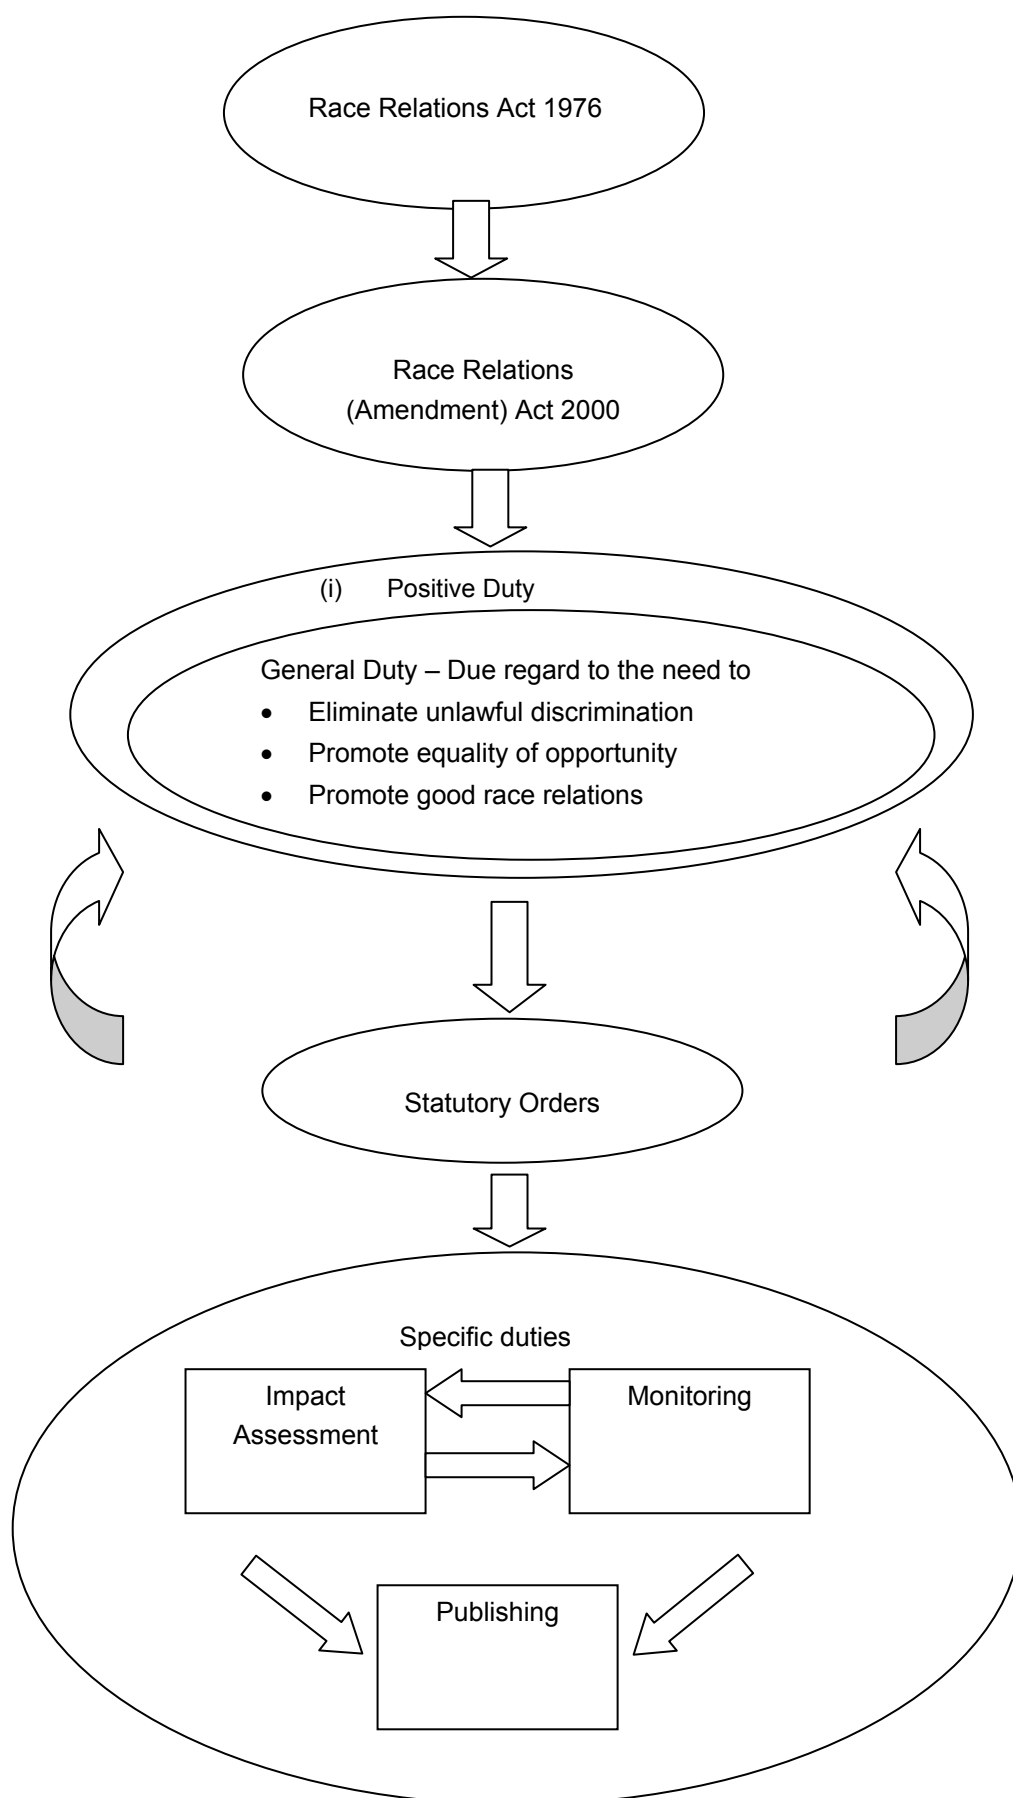 Race Relations Act 1976
Race Relations
(Amendment) Act 2000
(i) Positive Duty
General Duty – Due regard to the need to
• Eliminate unlawful discrimination
• Promote equality of opportunity
• Promote good race relations
Statutory Orders
Specific duties
Impact
Assessment
Monitoring
Publishing